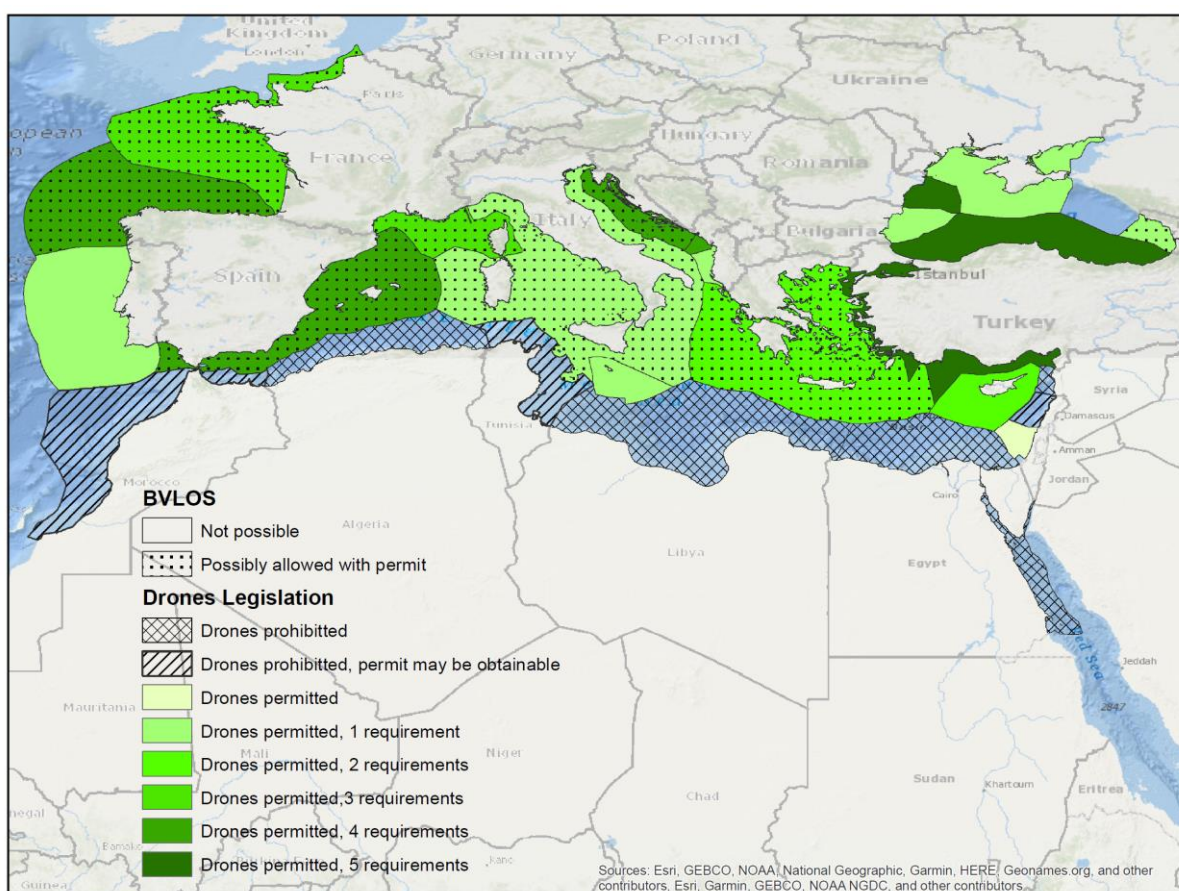 United
Kingdom
London
Germany
Poland
Ukraine
opean
Paris
France
Hungary
Romania
Italy
Bulgaria
Spain
Istanbul
Turkey
Syria
Damascus
Amman
Jordan
Tunisia
Morocco
Cairo
Algeria
Libya
Egypt
Red Sea
Jeddah
2847
Mauritania
Mali
Niger
Chad
Sudan
Khartoum
Eritrea
negal
Bamako
Kano
Guinea
BVLOS
Not possible
Possibly allowed with permit
Drones Legislation
Drones prohibitted
Drones prohibitted, permit may be obtainable
Drones permitted
Drones permitted, 1 requirement
Drones permitted, 2 requirements
Drones permitted,3 requirements
Drones permitted, 4 requirements
Drones permitted, 5 requirements
Sources: Esri, GEBCO, NOAA, National Geographic, Garmin, HERE, Geonames.org, and other
contributors, Esri, Garmin, GEBCO, NOAA NGDC, and other contributors